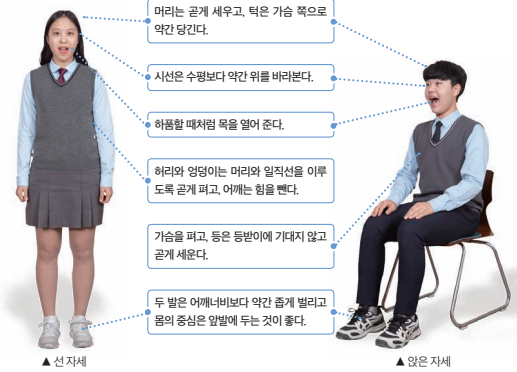 머리는 곧게 세우고, 턱은 가슴 쪽으로
약간 당긴다.
시선은 수평보다 약간 위를 바라본다.
하품할 때처럼 목을 열어 준다.
허리와 엉덩이는 머리와 일직선을 이루
도록 곧게 펴고, 어깨는 힘을 뺀다.
가슴을 펴고, 등은 등받이에 기대지 않고
곧게 세운다.
두 발은 어깨너비보다 약간 좁게 벌리고
몸의 중심은 앞발에 두는 것이 좋다.
▲ 선 자세
▲ 앉은 자세